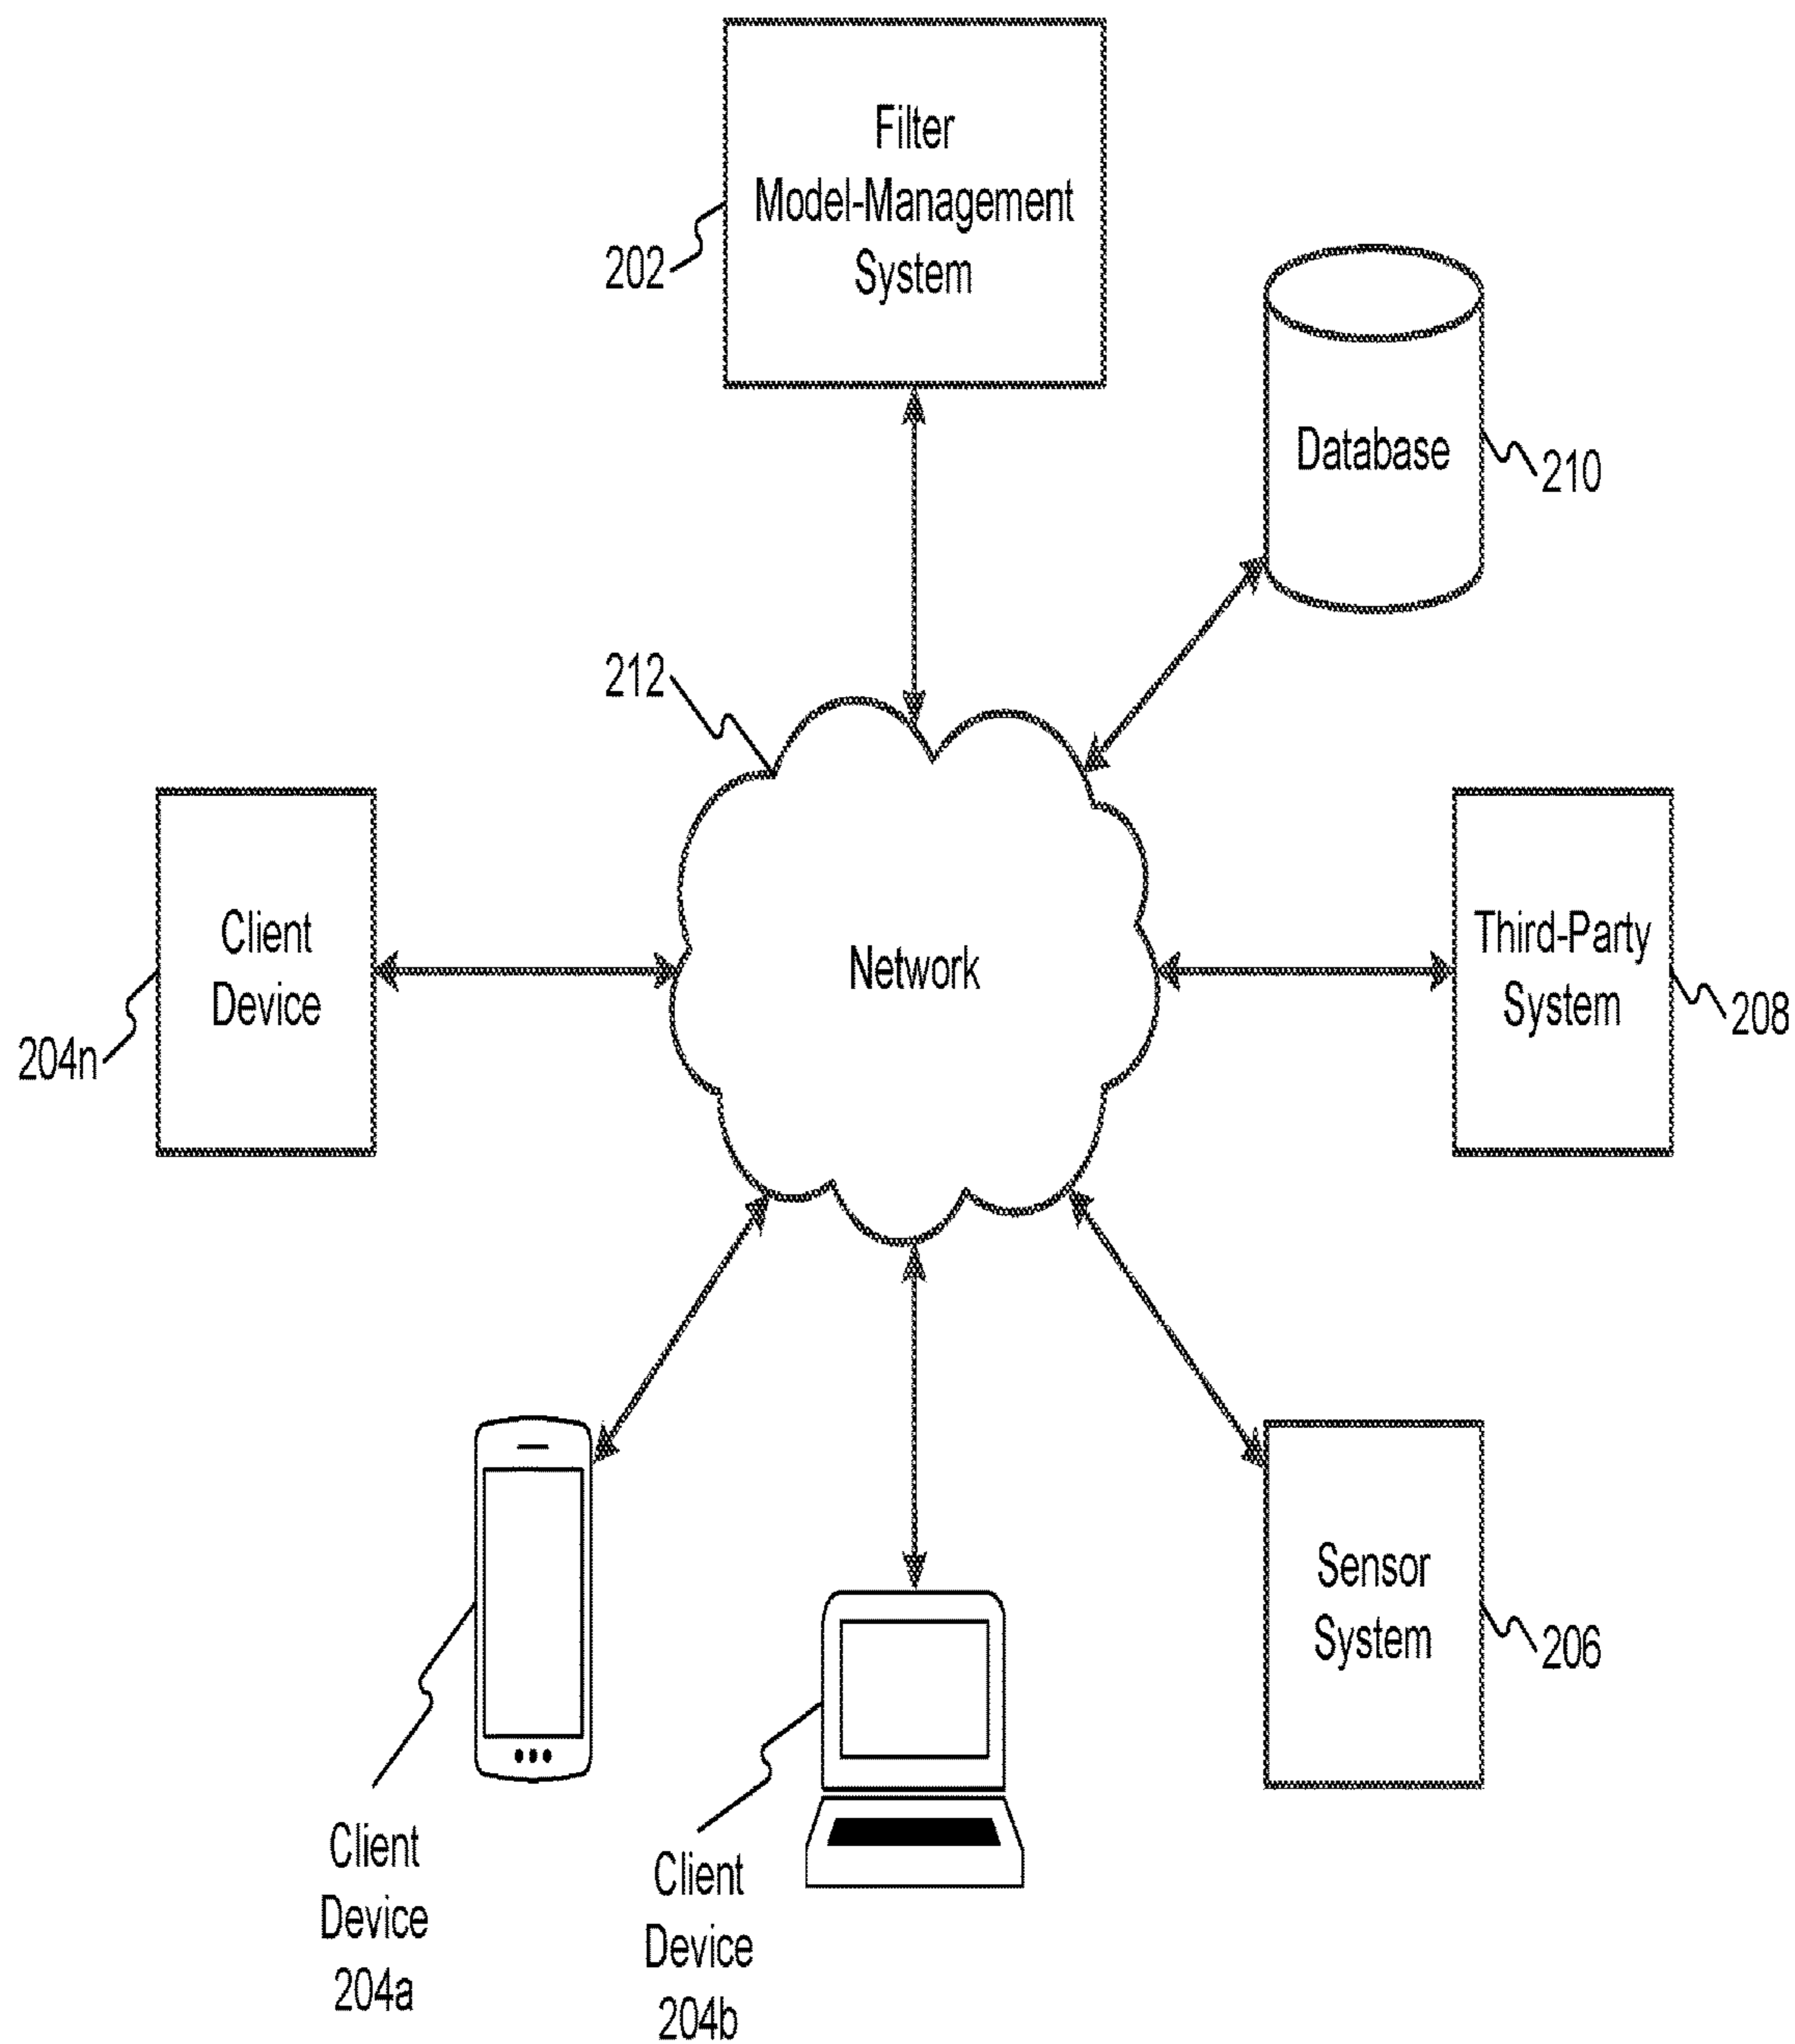 Filter
Model-Management
System
202
Database
210
212
Client
Device
204n
Network
Third-Party
System
208
Client
Device
204a
Client
Device
204b
Sensor
System
206